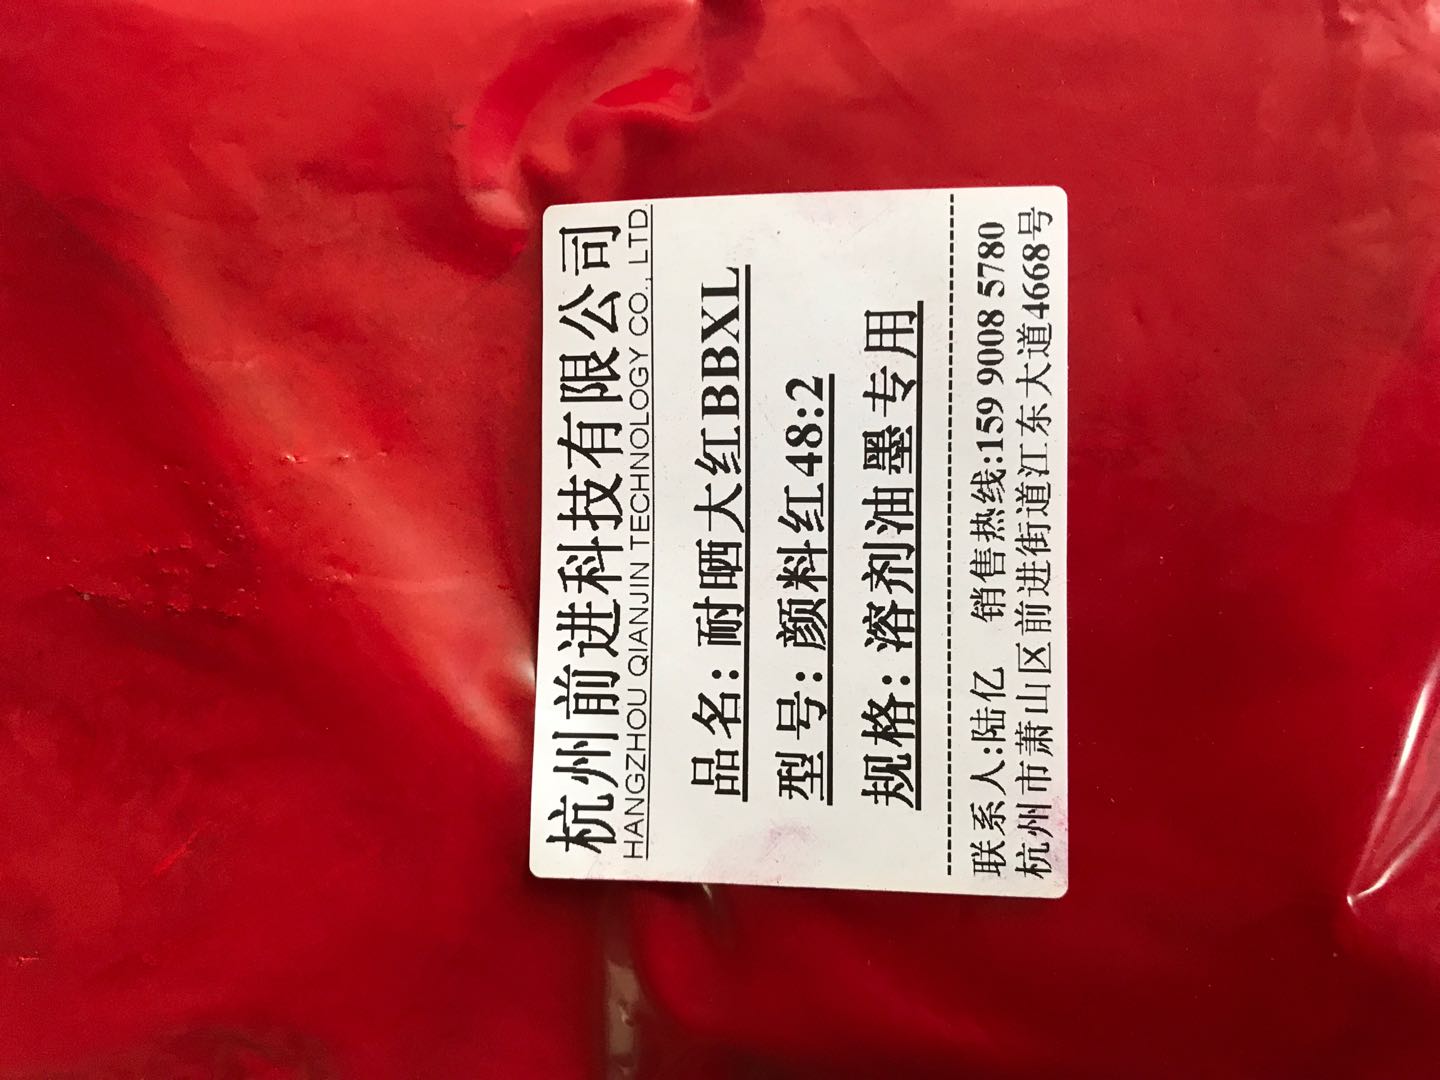 杭州前进科技有限公司
HANGZHOU QIANJIN TECHNOLOGY CO., LTD.
品名: 耐晒大红BBXL
型号: 颜料红48:2
规格: 溶剂油墨专用
联系人:陆亿 销售热线:159 9008 5780
杭州市萧山区前进街道江东大道4668号